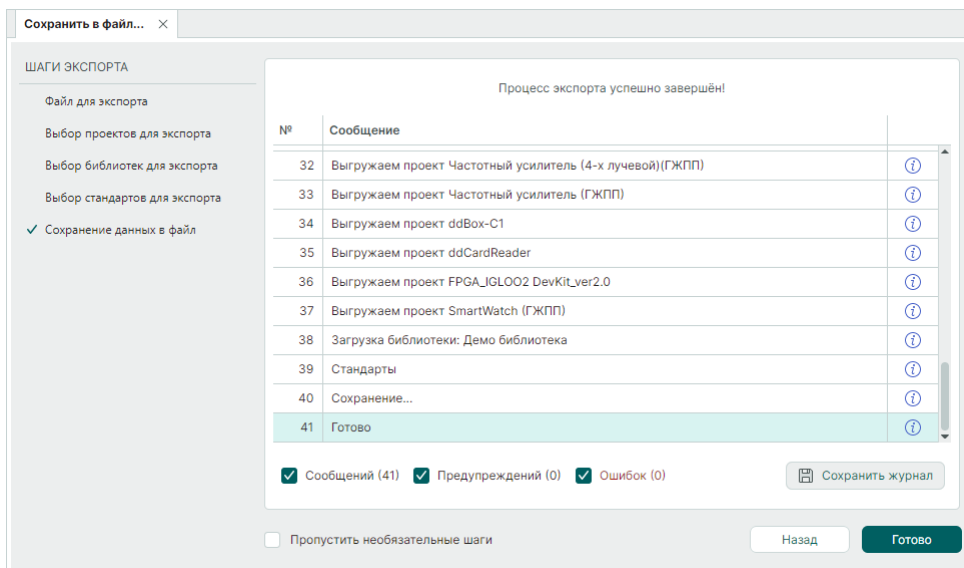 Сохранить в файл...
ШАГИ ЭКСПОРТА
Файл для экспорта
Выбор проектов для экспорта
Выбор библиотек для экспорта
Выбор стандартов для экспорта
Сохранение данных в файл
Процесс экспорта успешно завершён!
№ Сообщение
32 Выгружаем проект Частотный усилитель (4-х лучевой)(ГЖПП)
33 Выгружаем проект Частотный усилитель (ГЖПП)
34 Выгружаем проект ddBox-C1
35 Выгружаем проект ddCardReader
36 Выгружаем проект FPGA_IGLOO2 DevKit_ver2.0
37 Выгружаем проект SmartWatch (ГЖПП)
38 Загрузка библиотеки: Демо библиотека
39 Стандарты
40 Сохранение...
41 Готово
Сообщений (41) Предупреждений (0) Ошибок (0) Сохранить журнал
Пропустить необязательные шаги Назад Готово